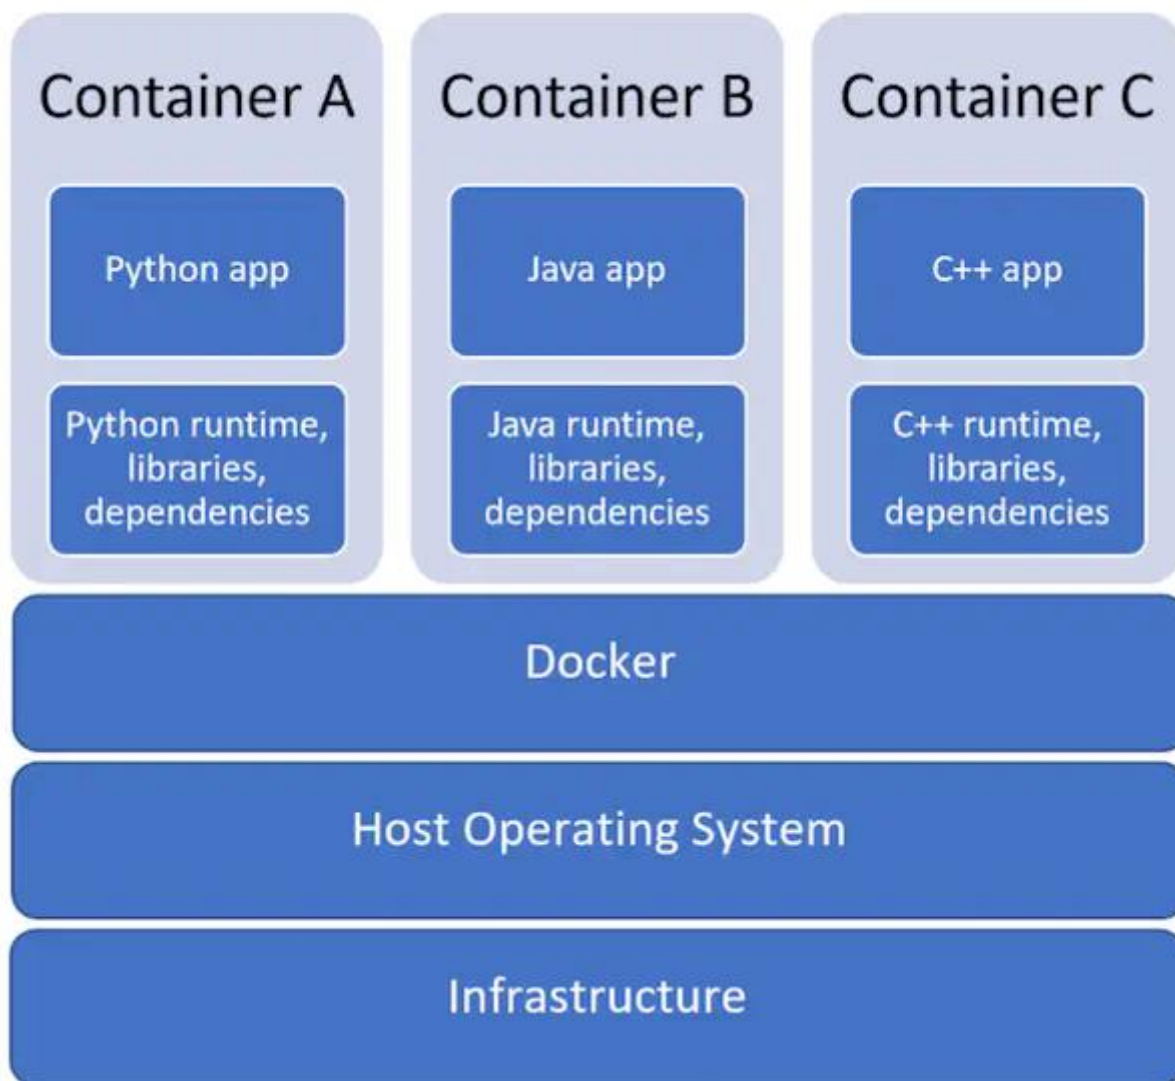 Container A
Container B
Container C
Python app
Java app
C++ app
Python runtime,
libraries,
dependencies
Java runtime,
libraries,
dependencies
C++ runtime,
libraries,
dependencies
Docker
Host Operating System
Infrastructure